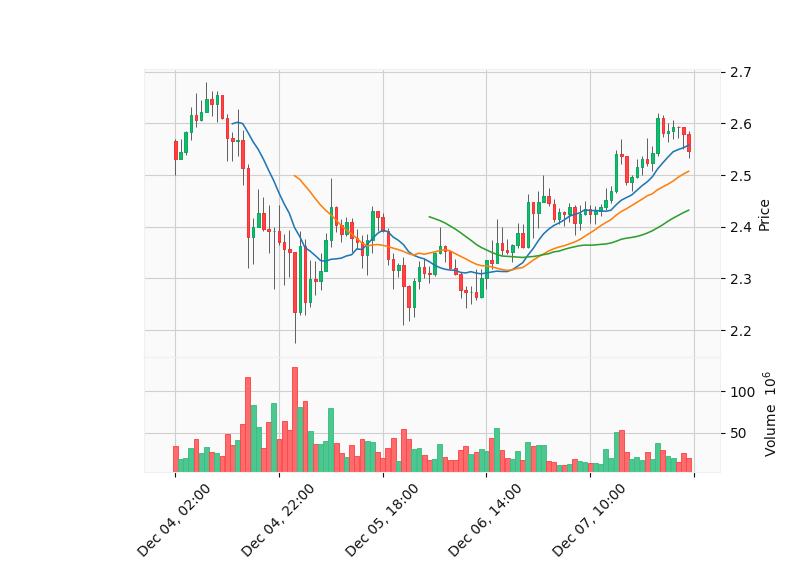 2.7
2.6
2.5
2.4
2.3
2.2
Price
100
50
Volume 10^6
Dec 04, 02:00
Dec 04, 22:00
Dec 05, 18:00
Dec 06, 14:00
Dec 07, 10:00